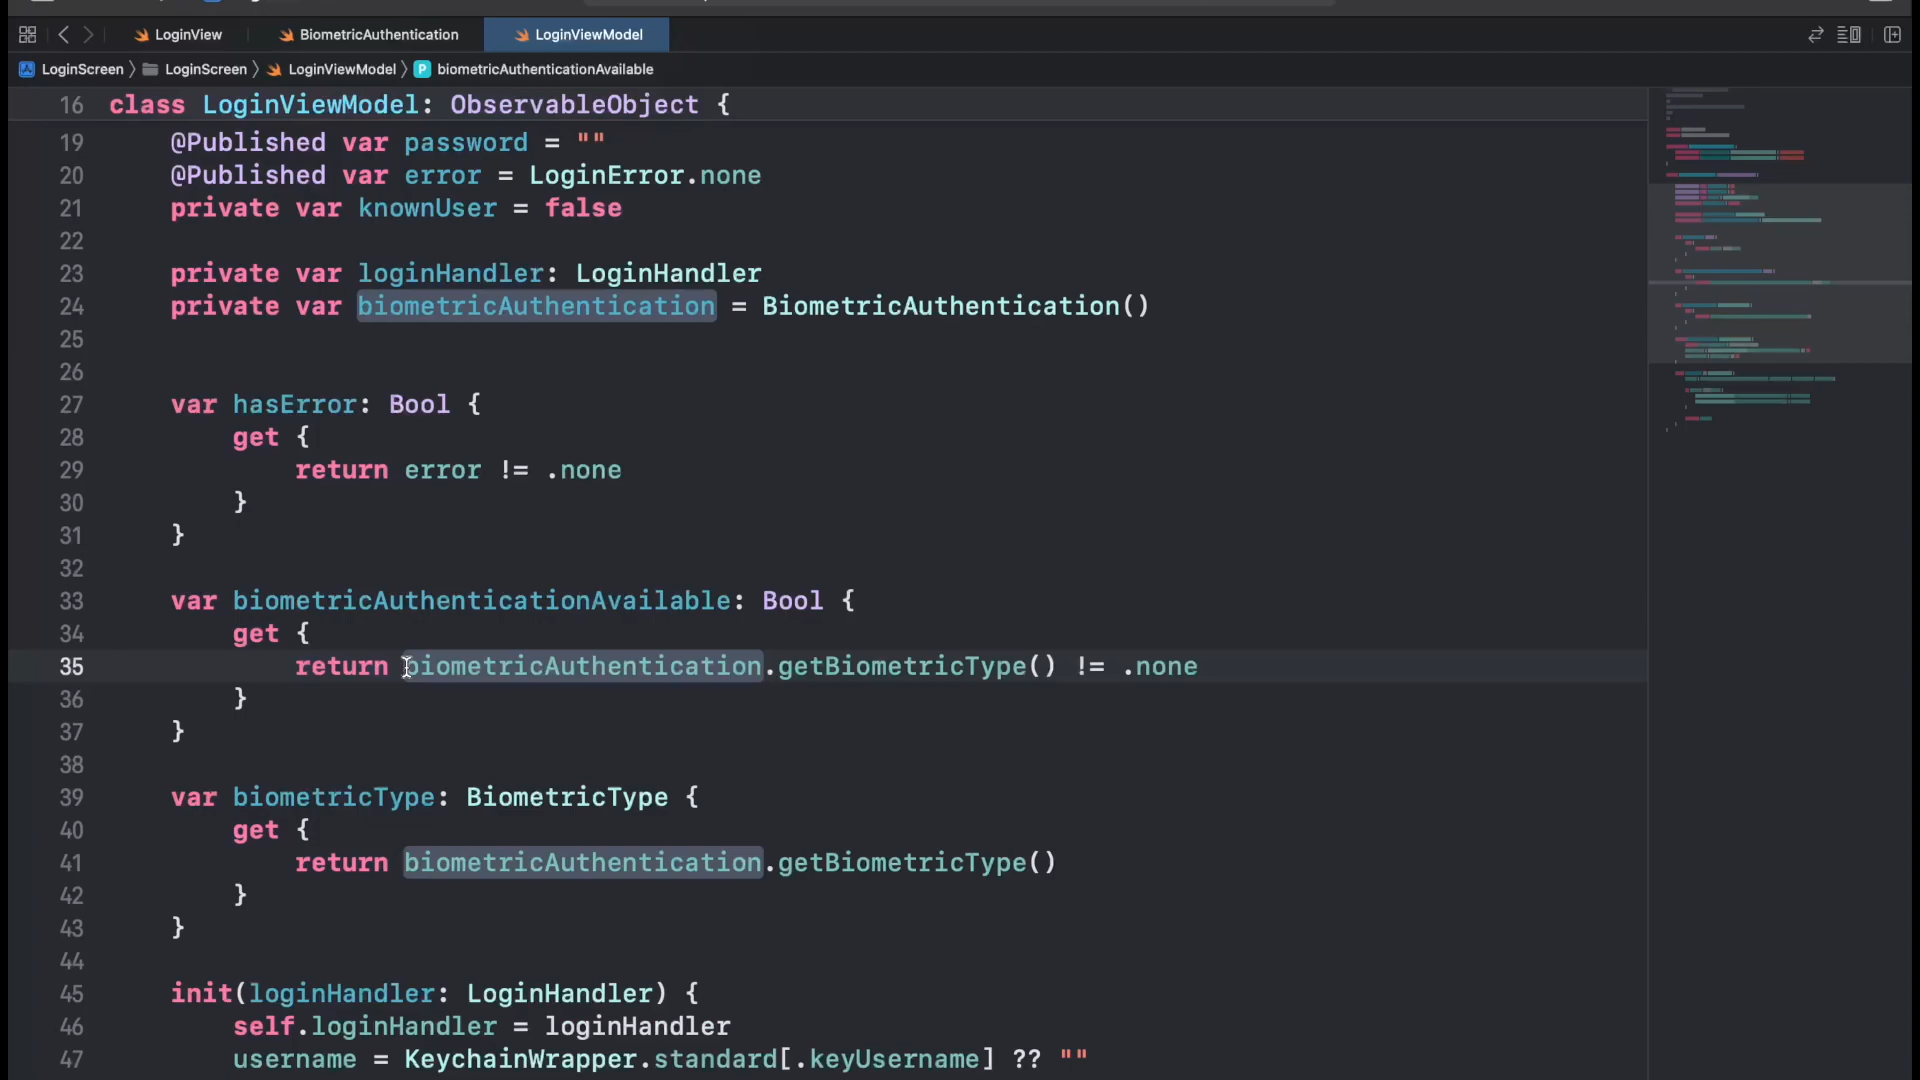 LoginView BiometricAuthentication LoginViewModel
LoginScreen LoginScreen LoginViewModel P biometricAuthenticationAvailable
16 class LoginViewModel: ObservableObject {
19 @Published var password = ""
20 @Published var error = LoginError.none
21 private var knownUser = false
22
23 private var loginHandler: LoginHandler
24 private var biometricAuthentication = BiometricAuthentication()
25
26
27 var hasError: Bool {
28 get {
29 return error != .none
30 }
31 }
32
33 var biometricAuthenticationAvailable: Bool {
34 get {
35 return biometricAuthentication.getBiometricType() != .none
36 }
37 }
38
39 var biometricType: BiometricType {
40 get {
41 return biometricAuthentication.getBiometricType()
42 }
43 }
44
45 init(loginHandler: LoginHandler) {
46 self.loginHandler = loginHandler
47 username = KeychainWrapper.standard[.keyUsername] ?? ""